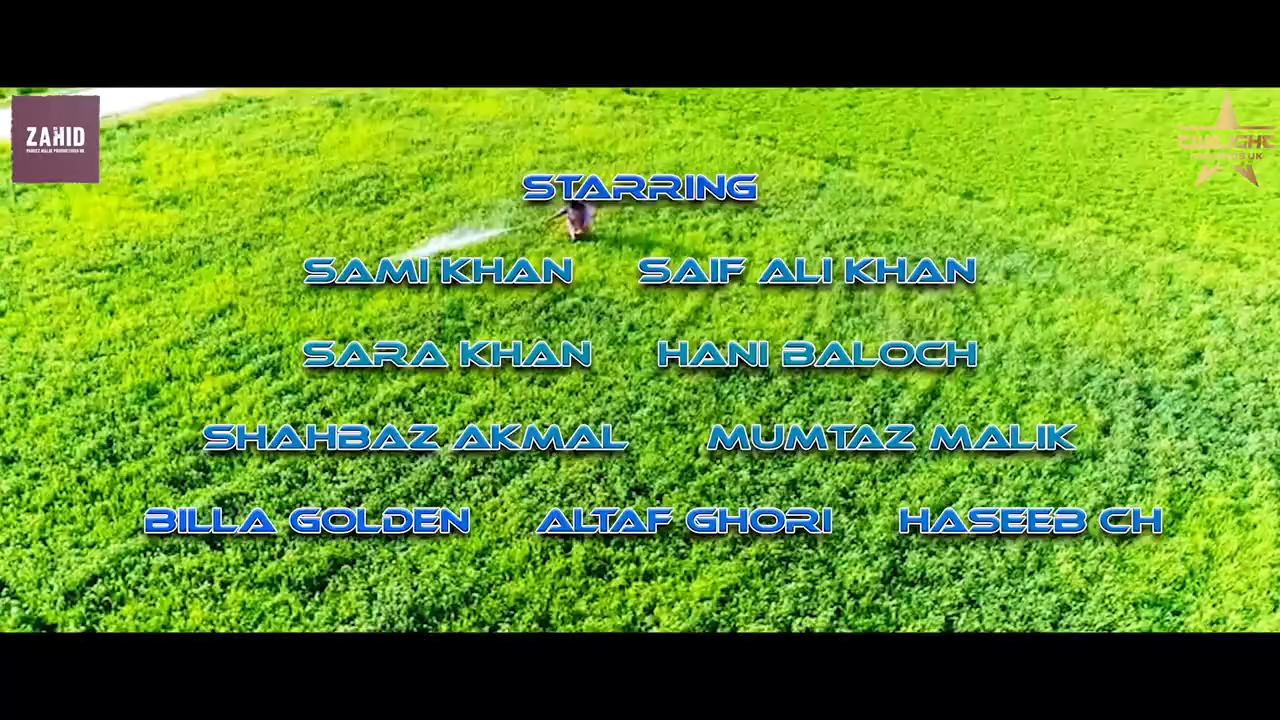 ZAHID
STARRING
SAMI KHAN SAIF ALI KHAN
SARA KHAN HANI BALOCH
SHAHBAZ AKMAL MUMTAZ MALIK
BILLA GOLDEN ALTAF GHORI HASEEB CH